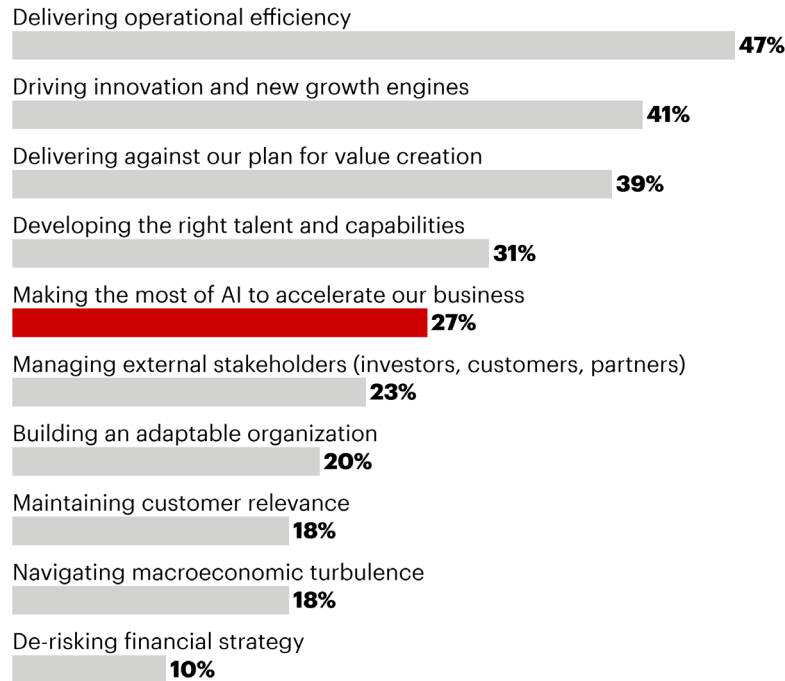 Delivering operational efficiency
47%
Driving innovation and new growth engines
41%
Delivering against our plan for value creation
39%
Developing the right talent and capabilities
31%
Making the most of AI to accelerate our business
27%
Managing external stakeholders (investors, customers, partners)
23%
Building an adaptable organization
20%
Maintaining customer relevance
18%
Navigating macroeconomic turbulence
18%
De-risking financial strategy
10%